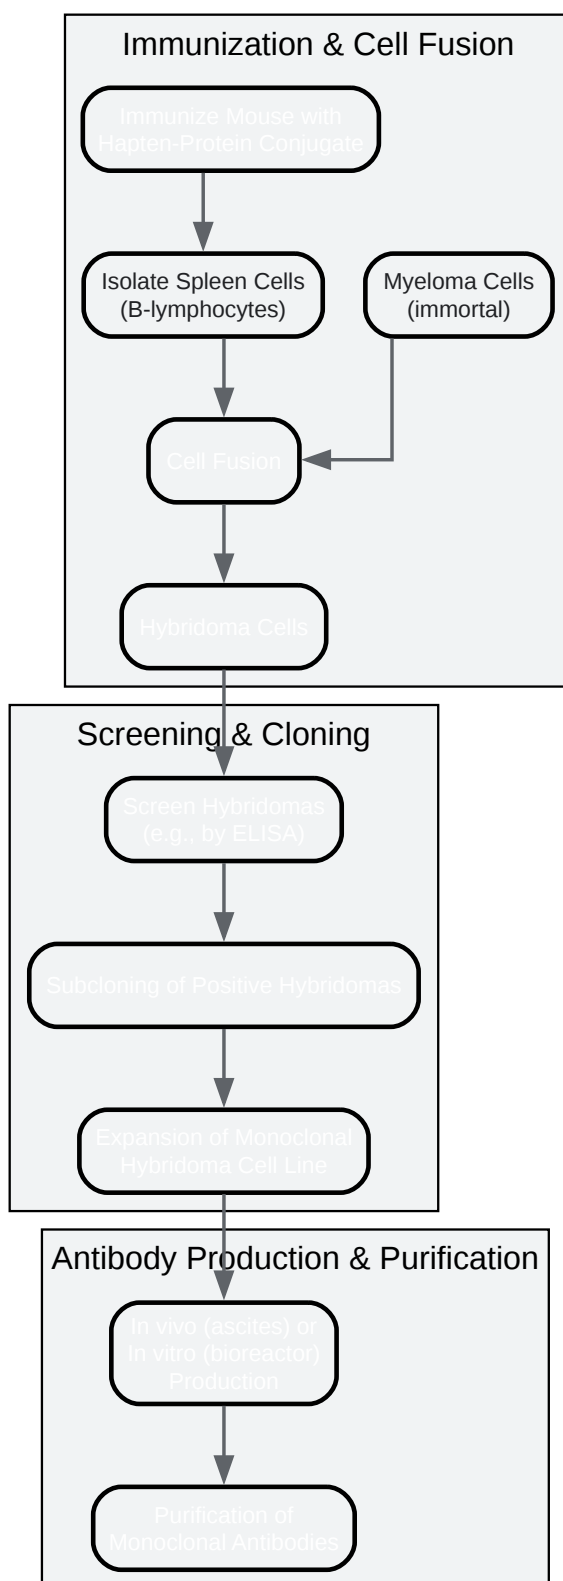 Immunization & Cell Fusion
Immunize Mouse with
Hapten-Protein Conjugate
Isolate Spleen Cells
(B-lymphocytes)
Myeloma Cells
(immortal)
Cell Fusion
Hybridoma Cells
Screening & Cloning
Screen Hybridomas
(e.g., by ELISA)
Subcloning of Positive Hybridomas
Expansion of Monoclonal
Hybridoma Cell Line
Antibody Production & Purification
In vivo (ascites) or
In vitro (bioreactor)
Production
Purification of
Monoclonal Antibodies